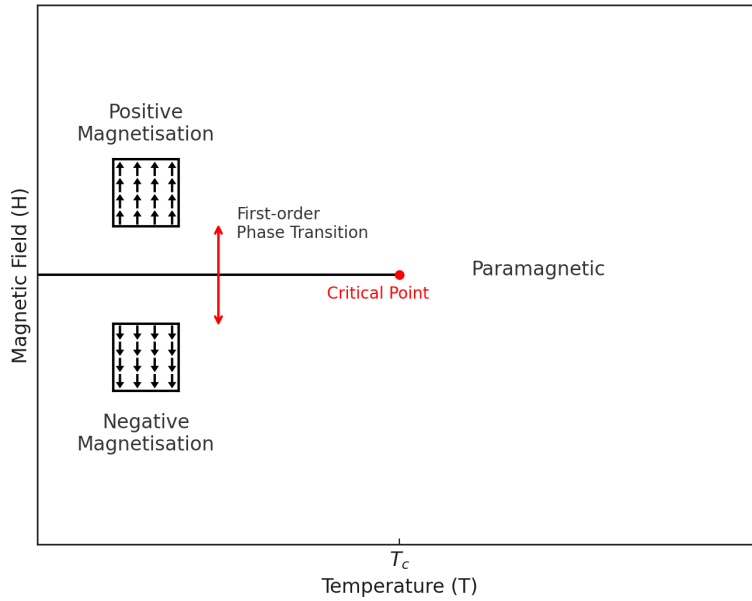 Positive
Magnetisation
First-order
Phase Transition
Magnetic Field (H)
Paramagnetic
Critical Point
Negative
Magnetisation
T_c
Temperature (T)